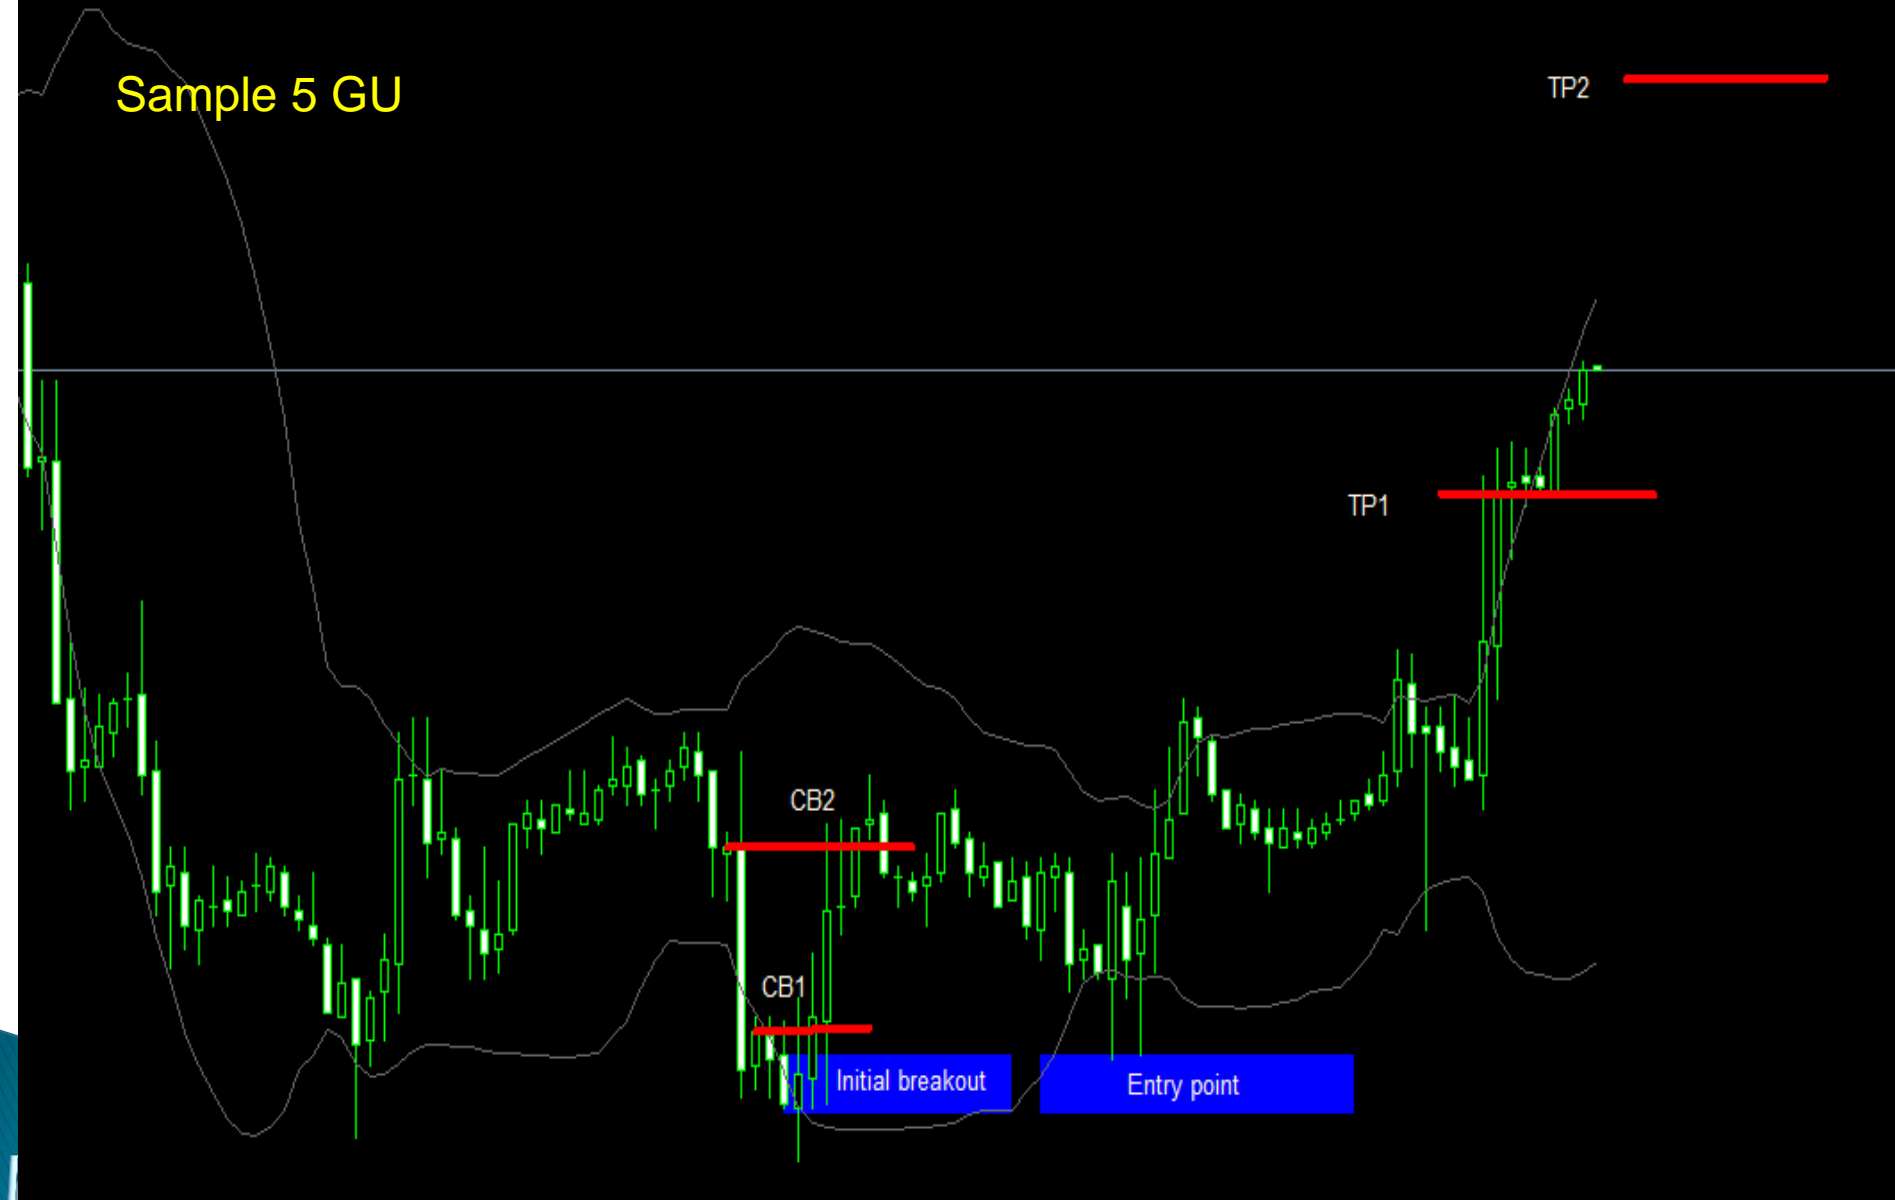 Sample 5 GU
TP2
TP1
CB2
CB1
Initial breakout
Entry point